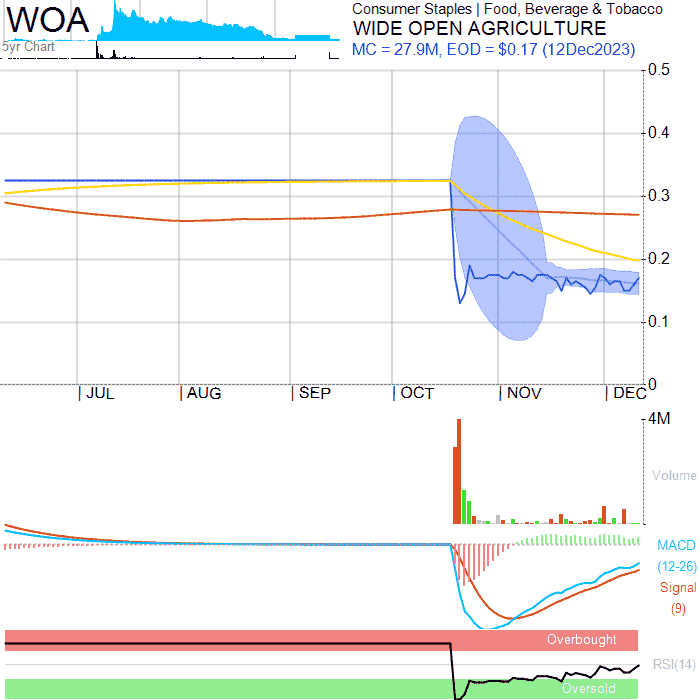 WOA
5yr Chart
Consumer Staples | Food, Beverage & Tobacco
WIDE OPEN AGRICULTURE
MC = 27.9M, EOD = $0.17 (12Dec2023)
0.5
0.4
0.3
0.2
0.1
0
| JUL | AUG | SEP | OCT | NOV | DEC
4M
Volume
MACD
(12-26)
Signal
(9)
Overbought
RSI(14)
Oversold